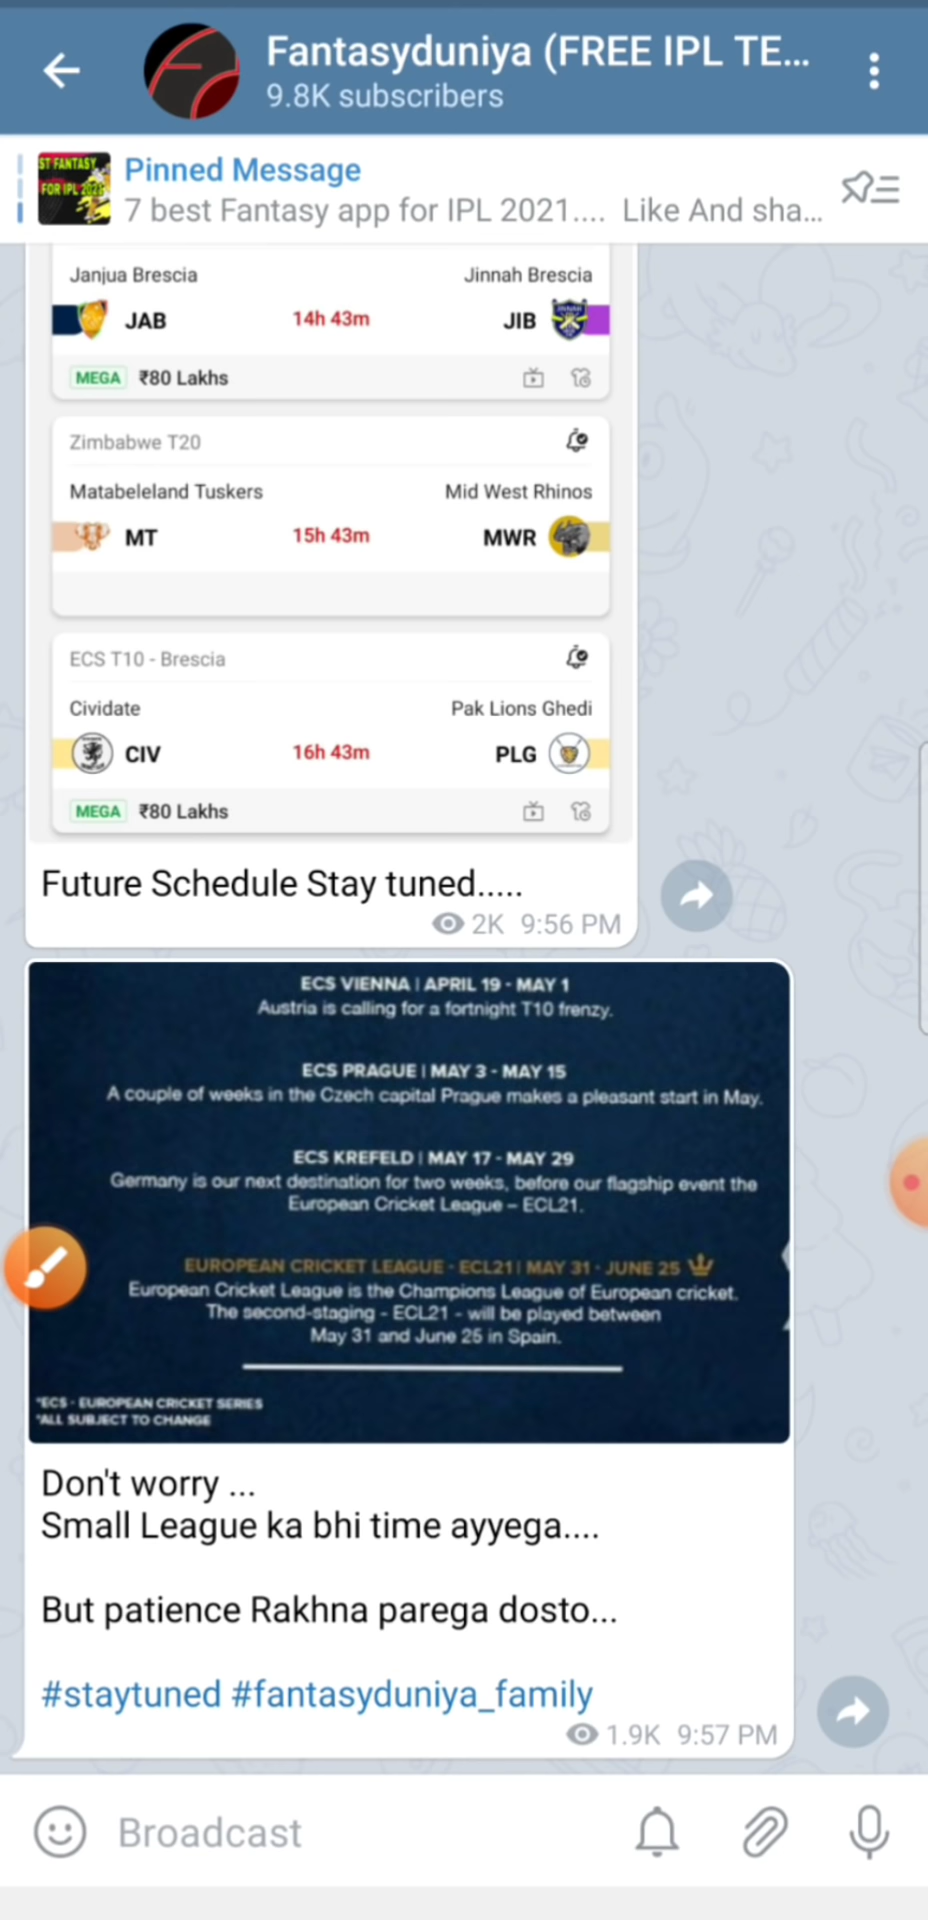 Fantasyduniya (FREE IPL TE...
9.8K subscribers
ST FANTASY
FOR IPL 2021
Pinned Message
7 best Fantasy app for IPL 2021.... Like And sha...
Janjua Brescia Jinnah Brescia
JAB 14h 43m JIB
MEGA ₹80 Lakhs
Zimbabwe T20
Matabeleland Tuskers Mid West Rhinos
MT 15h 43m MWR
ECS T10 - Brescia
Cividate Pak Lions Ghedi
CIV 16h 43m PLG
MEGA ₹80 Lakhs
Future Schedule Stay tuned.....
2K 9:56 PM
ECS VIENNA | APRIL 19 - MAY 1
Austria is calling for a fortnight T10 frenzy.
ECS PRAGUE | MAY 3 - MAY 15
A couple of weeks in the Czech capital Prague makes a pleasant start in May.
ECS KREFELD | MAY 17 - MAY 29
Germany is our next destination for two weeks, before our flagship event the
European Cricket League – ECL21.
EUROPEAN CRICKET LEAGUE - ECL21 | MAY 31 - JUNE 25
European Cricket League is the Champions League of European cricket.
The second-staging - ECL21 - will be played between
May 31 and June 25 in Spain.
*ECS - EUROPEAN CRICKET SERIES
*ALL SUBJECT TO CHANGE
Don't worry ...
Small League ka bhi time ayyega....
But patience Rakhna parega dosto...
#staytuned #fantasyduniya_family
1.9K 9:57 PM
Broadcast